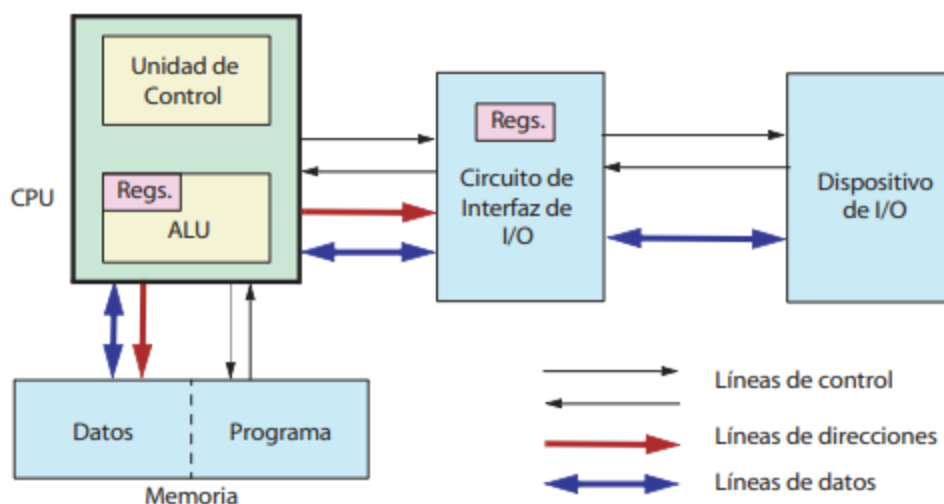 Unidad de
Control
CPU
Regs.
ALU
Regs.
Circuito de
Interfaz de
I/O
Dispositivo
de I/O
Datos
Programa
Memoria
Líneas de control
Líneas de direcciones
Líneas de datos